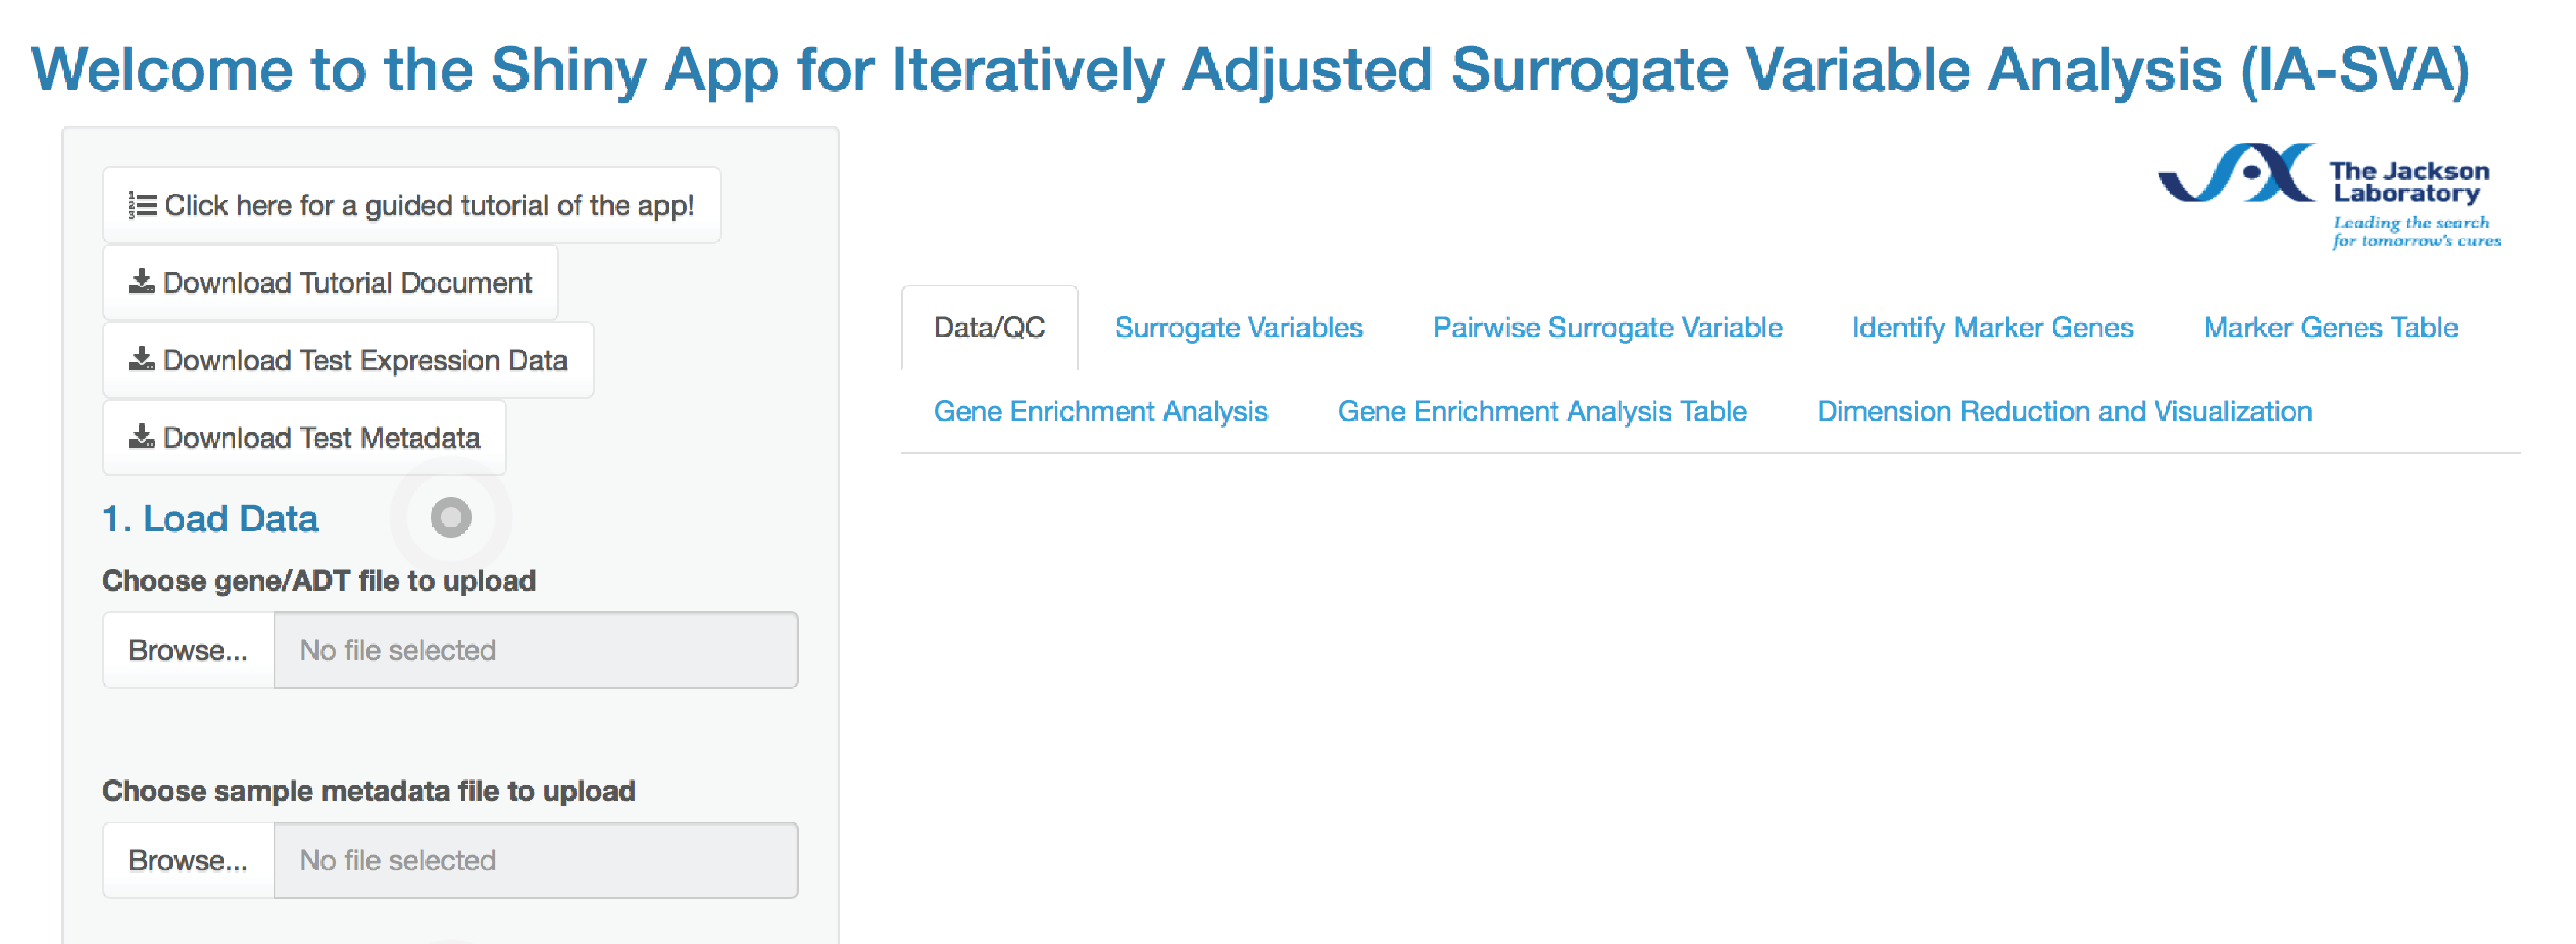 Welcome to the Shiny App for Iteratively Adjusted Surrogate Variable Analysis (IA-SVA)
Click here for a guided tutorial of the app!
Download Tutorial Document
Download Test Expression Data
Download Test Metadata
1. Load Data
Choose gene/ADT file to upload
Browse... No file selected
Choose sample metadata file to upload
Browse... No file selected
The Jackson
Laboratory
Leading the search
for tomorrow's cures
Data/QC Surrogate Variables Pairwise Surrogate Variable Identify Marker Genes Marker Genes Table
Gene Enrichment Analysis Gene Enrichment Analysis Table Dimension Reduction and Visualization